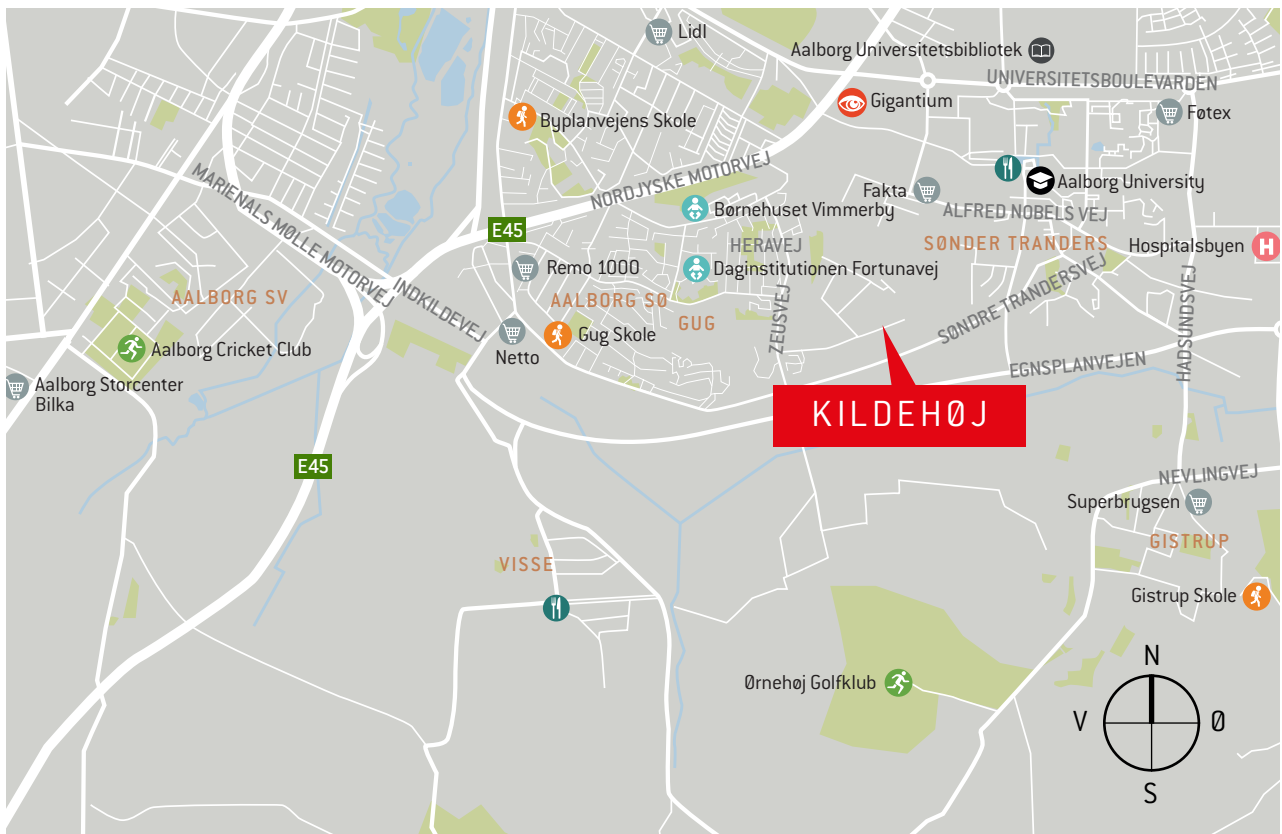 Lidl
Aalborg Universitetsbibliotek
UNIVERSITETSBOULEVARDEN
Gigantium
Føtex
Byplanvejens Skole
NORDJYSKE MOTORVEJ
MARIENALS MØLLE MOTORVEJ
Fakta
Aalborg University
Børnehuset Vimmerby
ALFRED NOBELS VEJ
E45
HERAVEJ
SØNDER TRANDERS
Hospitalsbyen
H
Remo 1000
Daginstitutionen Fortunavej
INDKILDEVEJ
AALBORG SV
AALBORG SØ
GUG
ZEUSVEJ
SØNDRE TRANDERSVEJ
HADSUNDSVEJ
Aalborg Cricket Club
Netto
Gug Skole
EGNSPLANVEJEN
Aalborg Storcenter
Bilka
KILDEHØJ
E45
NEVLINGVEJ
Superbrugsen
GISTRUP
VISSE
Gistrup Skole
Ørnehøj Golfklub
N
V
Ø
S